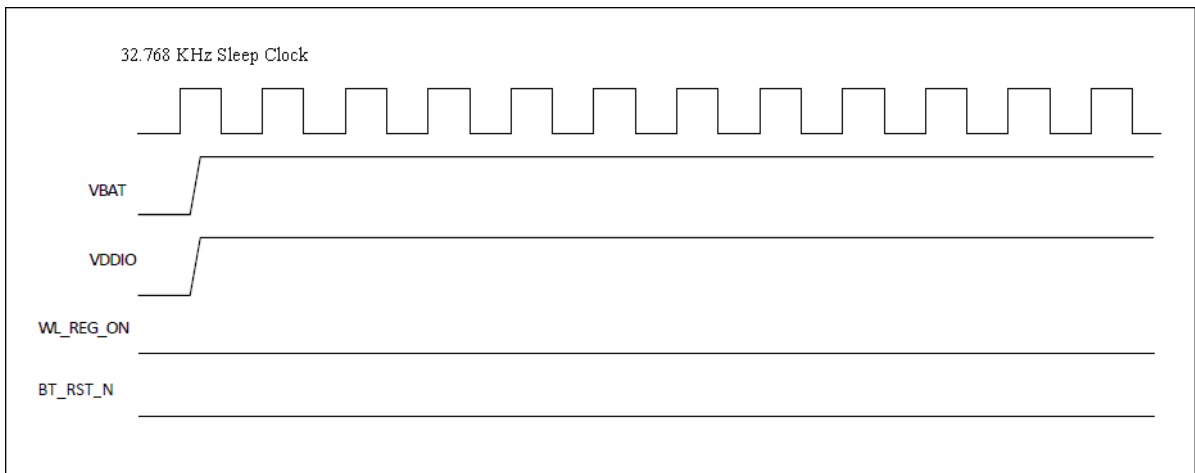 32.768 KHz Sleep Clock
VBAT
VDDIO
WL_REG_ON
BT_RST_N